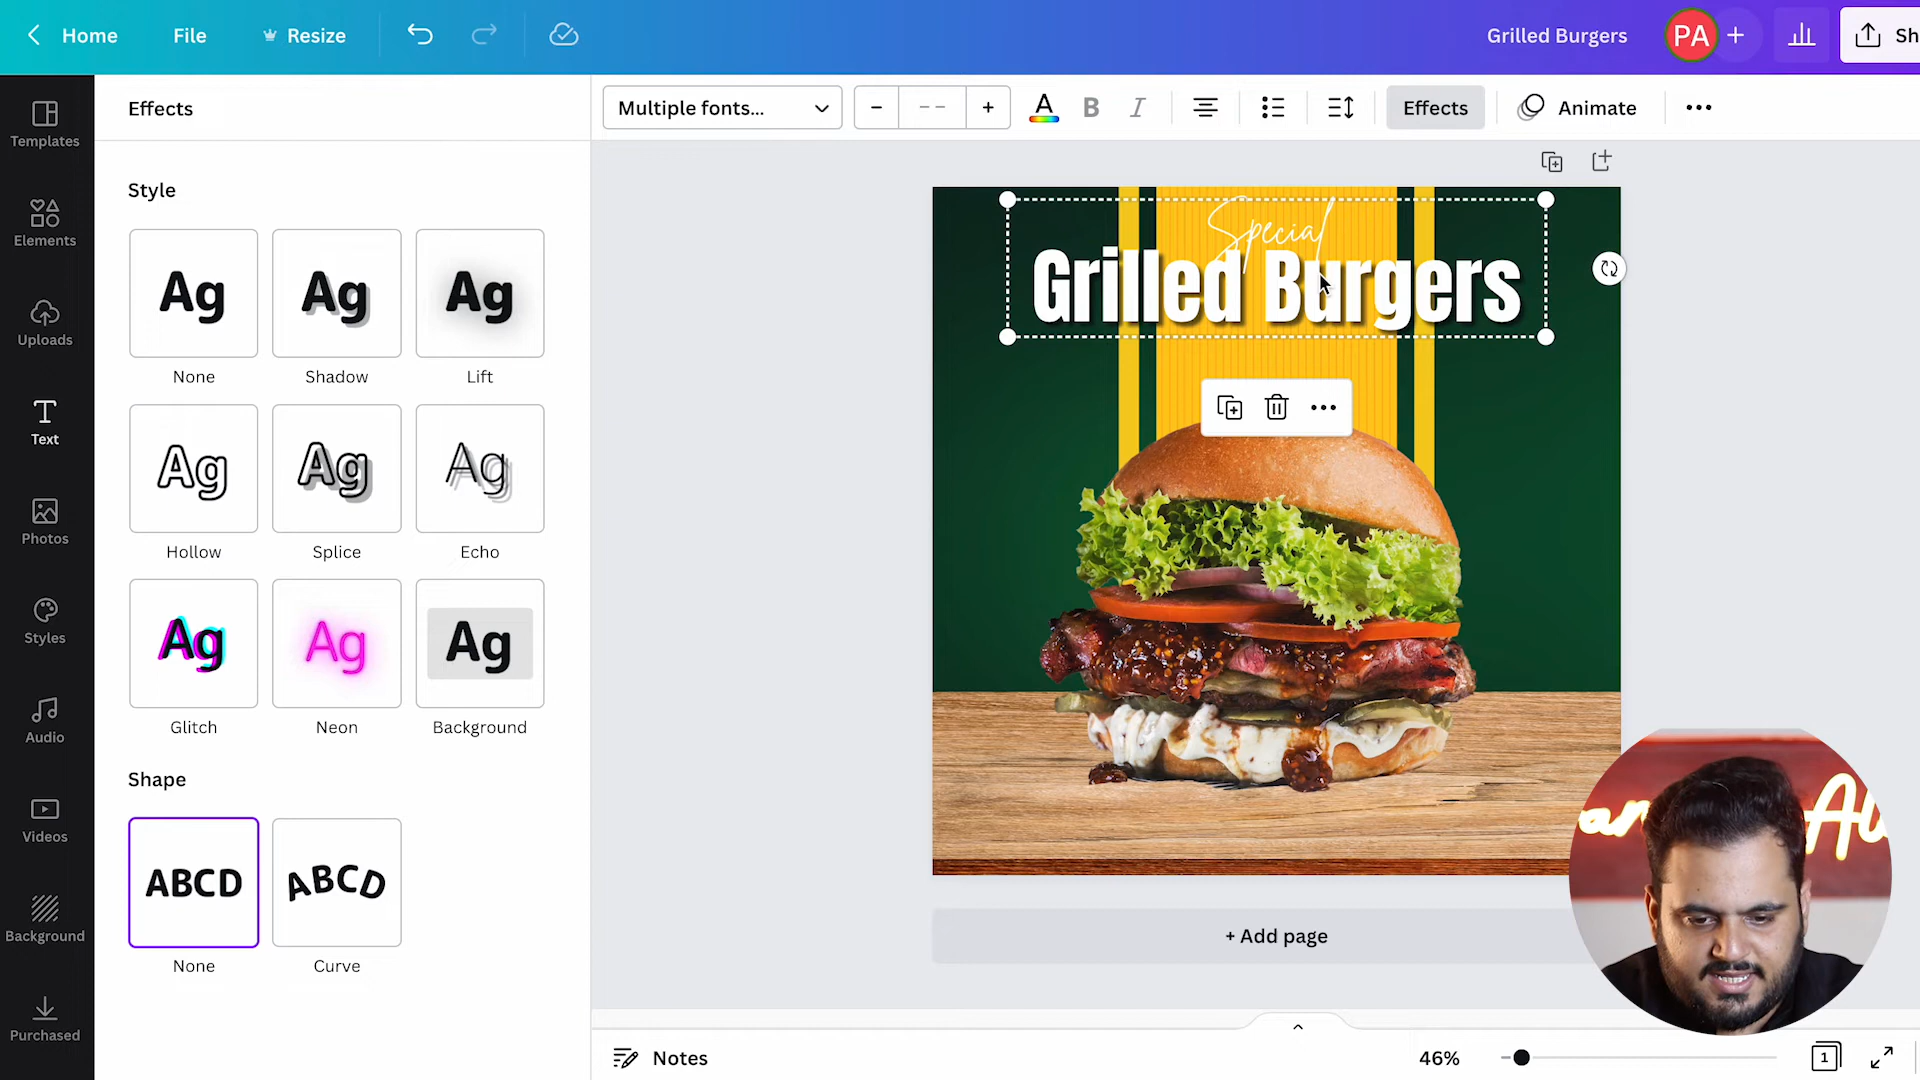 Home File Resize Grilled Burgers PA Sh
Effects Multiple fonts... – -- + A B I Effects Animate
Templates
Elements
Uploads
Text
Photos
Styles
Audio
Videos
Background
Purchased
Style
Ag Ag Ag
None Shadow Lift
Ag Ag Ag
Hollow Splice Echo
Ag Ag Ag
Glitch Neon Background
Shape
ABCD ABCD
None Curve
Special
Grilled Burgers
+ Add page
Notes 46% 1